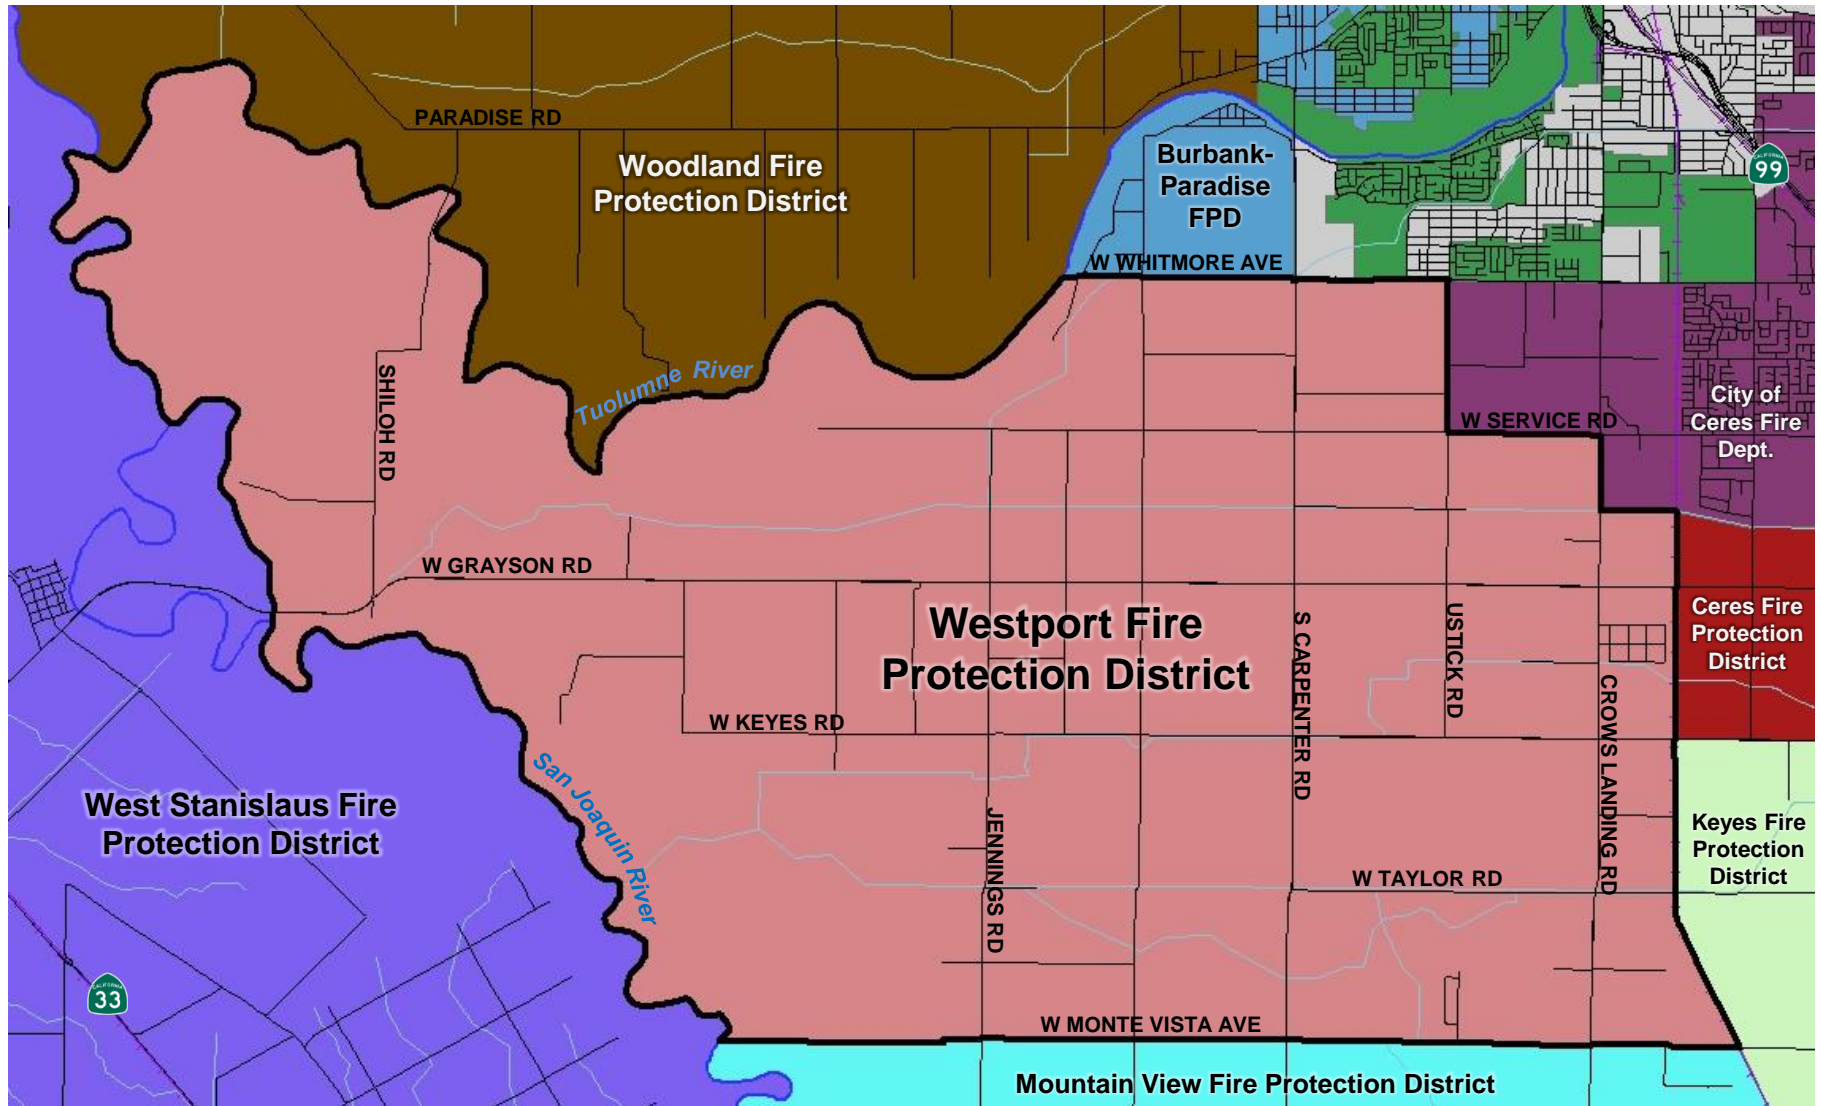 PARADISE RD
Woodland Fire
Protection District
Burbank-
Paradise
FPD
CALIFORNIA
99
W WHITMORE AVE
SHILOH RD
Tuolumne River
City of
Ceres Fire
Dept.
W SERVICE RD
W GRAYSON RD
Westport Fire
Protection District
S CARPENTER RD
USTICK RD
CROWS LANDING RD
Ceres Fire
Protection
District
W KEYES RD
San Joaquin River
West Stanislaus Fire
Protection District
JENNINGS RD
Keyes Fire
Protection
District
W TAYLOR RD
CALIFORNIA
33
W MONTE VISTA AVE
Mountain View Fire Protection District